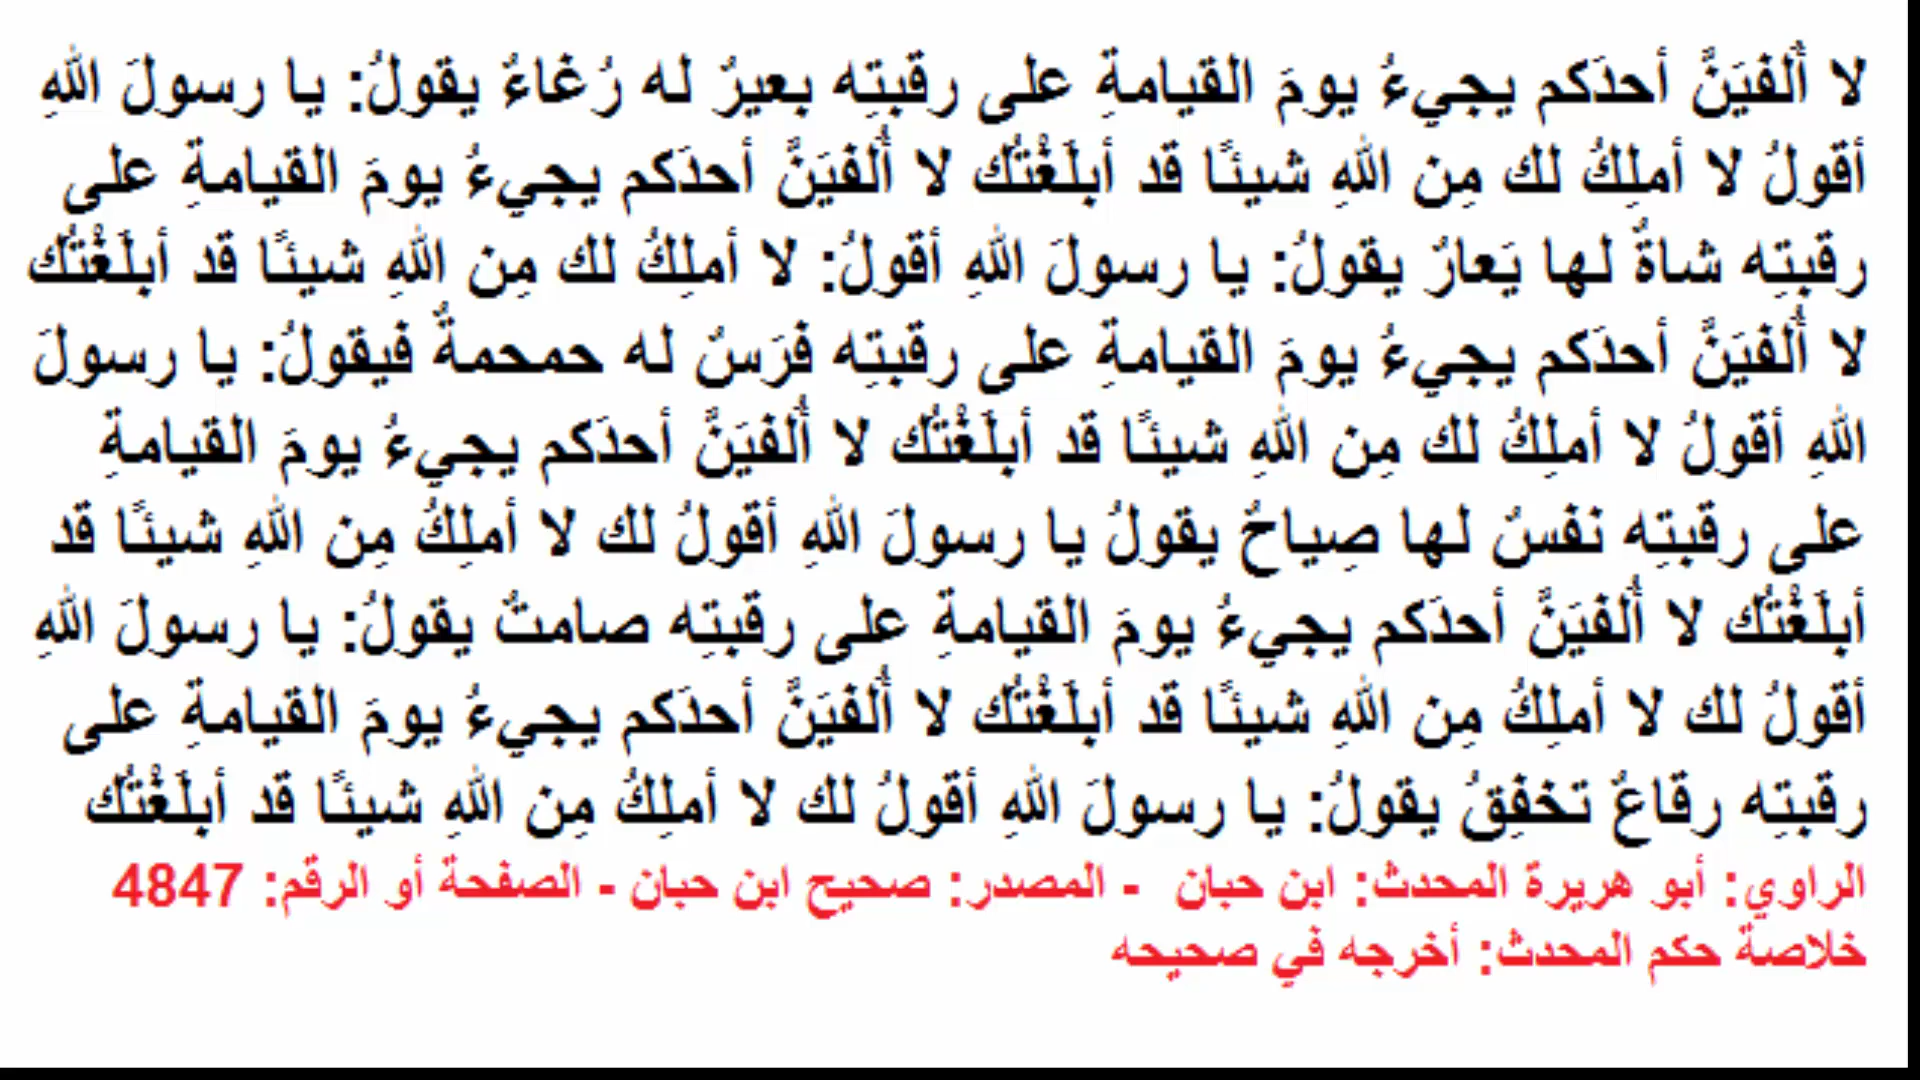 لا أُلفَيَنَّ أحدَكم يجيءُ يومَ القيامةِ على رقبتِه بعيرٌ له رُغاءٌ يقولُ: يا رسولَ اللهِ
أقولُ لا أملِكُ لك مِن اللهِ شيئًا قد أبلَغْتُك لا أُلفَيَنَّ أحدَكم يجيءُ يومَ القيامةِ على
رقبتِه شاةٌ لها يَعارٌ يقولُ: يا رسولَ اللهِ أقولُ: لا أملِكُ لك مِن اللهِ شيئًا قد أبلَغْتُك
لا أُلفَيَنَّ أحدَكم يجيءُ يومَ القيامةِ على رقبتِه فرَسٌ له حمحمةٌ فيقولُ: يا رسولَ
اللهِ أقولُ لا أملِكُ لك مِن اللهِ شيئًا قد أبلَغْتُك لا أُلفَيَنَّ أحدَكم يجيءُ يومَ القيامةِ
على رقبتِه نفسٌ لها صِياحٌ يقولُ يا رسولَ اللهِ أقولُ لك لا أملِكُ مِن اللهِ شيئًا قد
أبلَغْتُك لا أُلفَيَنَّ أحدَكم يجيءُ يومَ القيامةِ على رقبتِه صامتٌ يقولُ: يا رسولَ اللهِ
أقولُ لك لا أملِكُ مِن اللهِ شيئًا قد أبلَغْتُك لا أُلفَيَنَّ أحدَكم يجيءُ يومَ القيامةِ على
رقبتِه رقاعٌ تخفِقُ يقولُ: يا رسولَ اللهِ أقولُ لك لا أملِكُ مِن اللهِ شيئًا قد أبلَغْتُك
الراوي: أبو هريرة المحدث: ابن حبان - المصدر: صحيح ابن حبان - الصفحة أو الرقم: 4847
خلاصة حكم المحدث: أخرجه في صحيحه